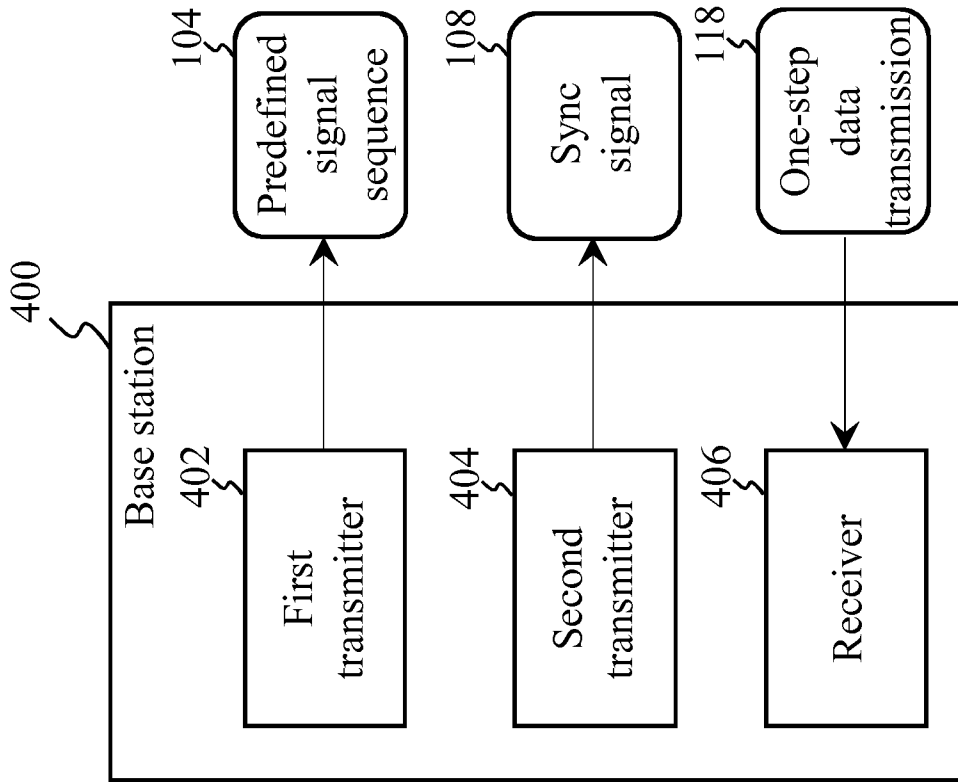 400
Base station
402
First
transmitter
104
Predefined
signal
sequence
404
Second
transmitter
108
Sync
signal
406
Receiver
118
One-step
data
transmission